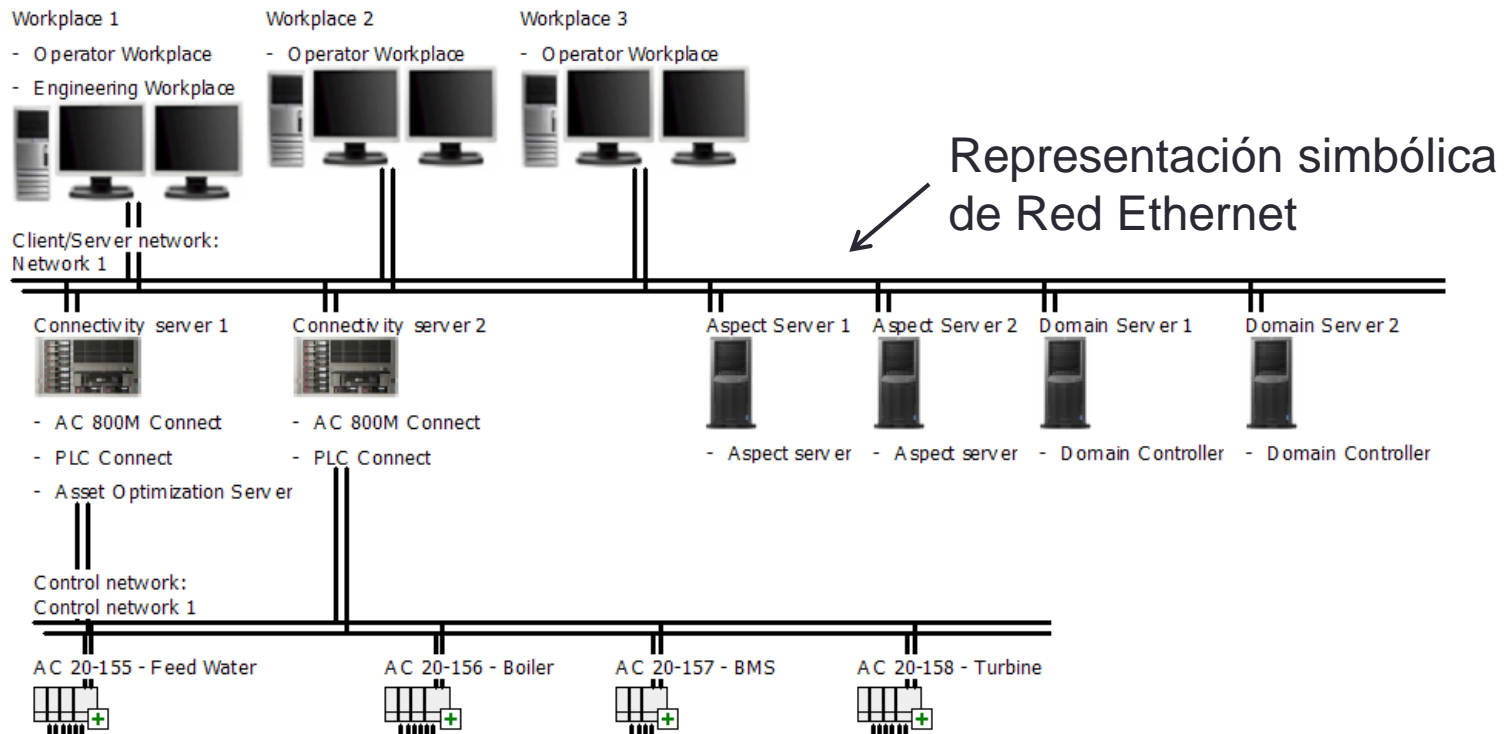 Workplace 1
- Operator Workplace
- Engineering Workplace
Workplace 2
- Operator Workplace
Workplace 3
- Operator Workplace
Representación simbólica
de Red Ethernet
Client/Server network:
Network 1
Connectivity server 1
- AC 800M Connect
- PLC Connect
- Asset Optimization Server
Connectivity server 2
- AC 800M Connect
- PLC Connect
Aspect Server 1
- Aspect server
Aspect Server 2
- Aspect server
Domain Server 1
- Domain Controller
Domain Server 2
- Domain Controller
Control network:
Control network 1
AC 20-155 - Feed Water
AC 20-156 - Boiler
AC 20-157 - BMS
AC 20-158 - Turbine